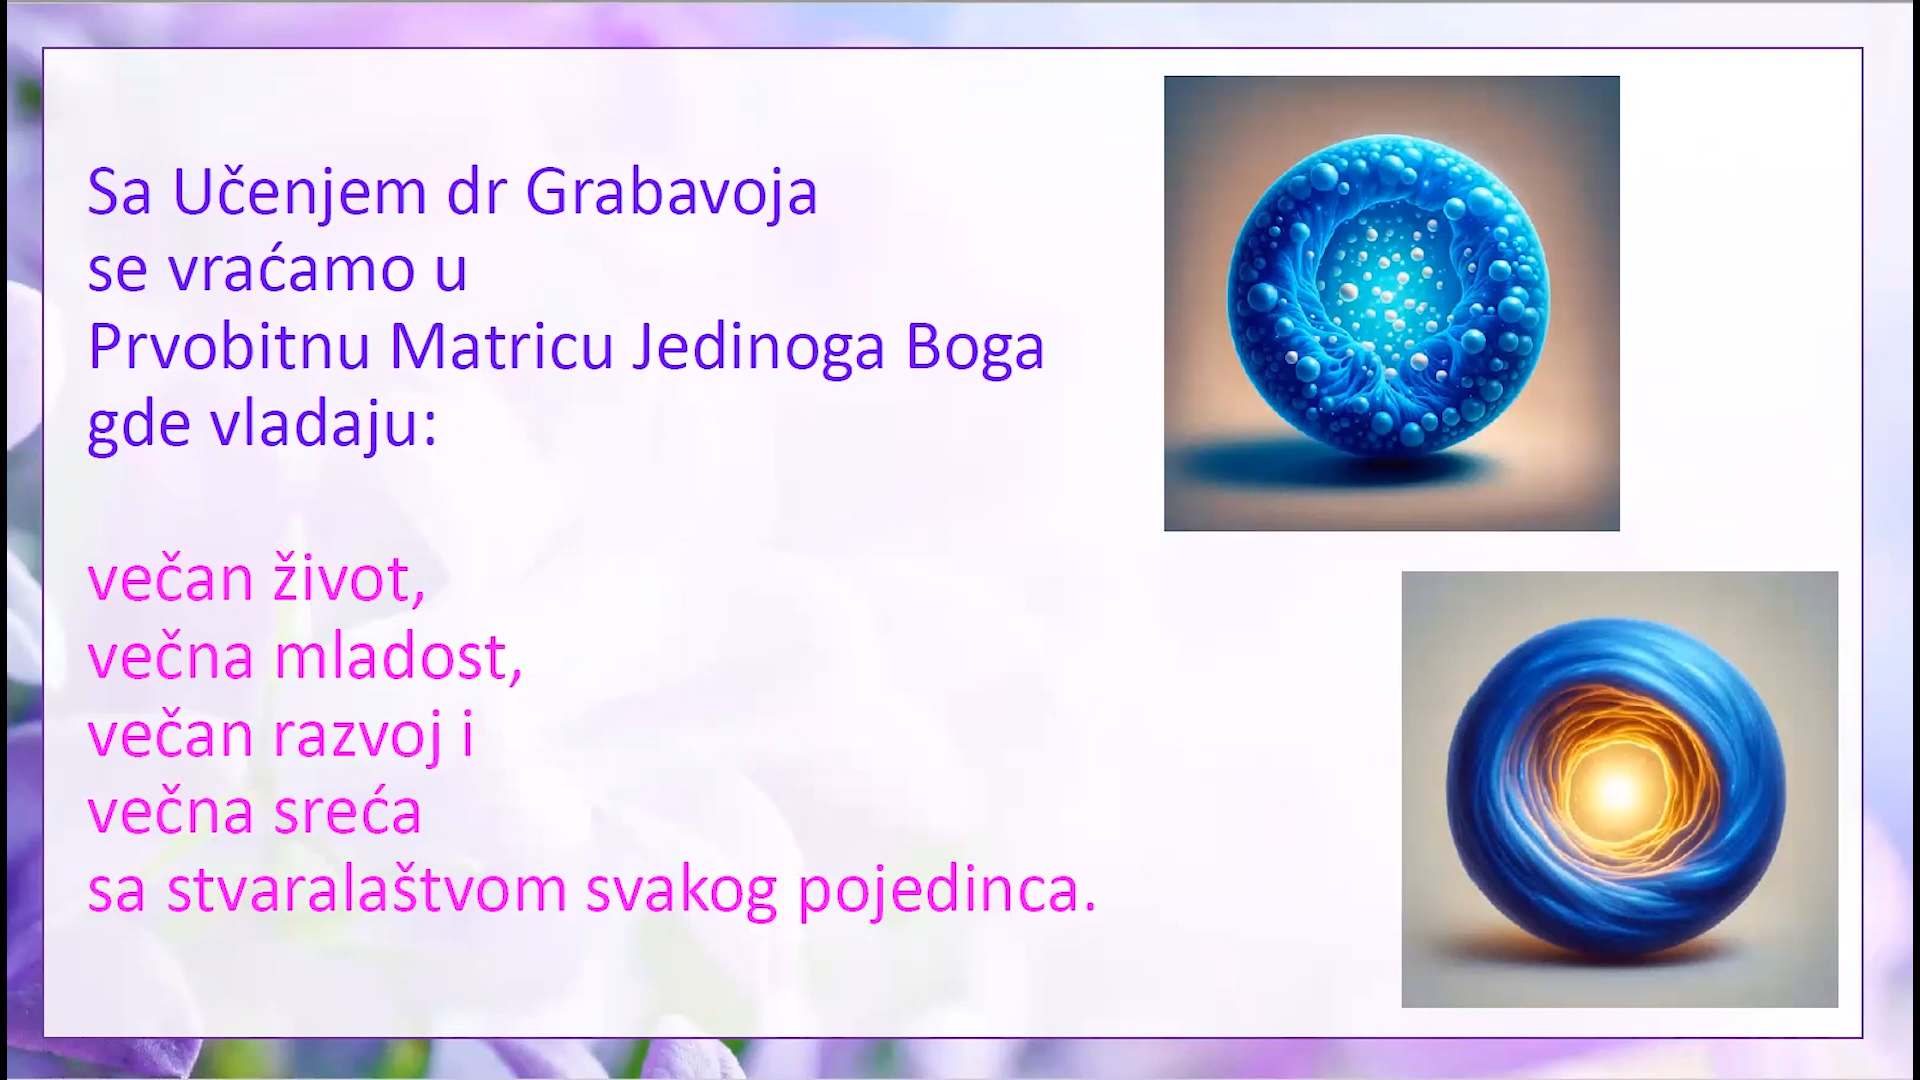 Sa Učenjem dr Grabavoja
se vraćamo u
Prvobitnu Matricu Jedinoga Boga
gde vladaju:
večan život,
večna mladost,
večan razvoj i
večna sreća
sa stvaralaštvom svakog pojedinca.